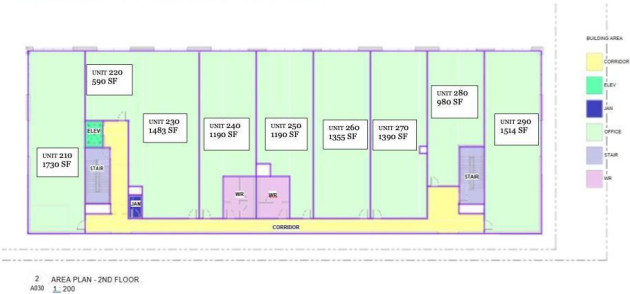 BUILDING AREA
CORRIDOR
ELEV
JAN
OFFICE
STAIR
WR
UNIT 210
1730 SF
UNIT 220
590 SF
UNIT 230
1483 SF
UNIT 240
1190 SF
UNIT 250
1190 SF
UNIT 260
1355 SF
UNIT 270
1390 SF
UNIT 280
980 SF
UNIT 290
1514 SF
ELEV
STAIR
JAN
WR
WR
STAIR
CORRIDOR
2 AREA PLAN - 2ND FLOOR
A030 1 : 200